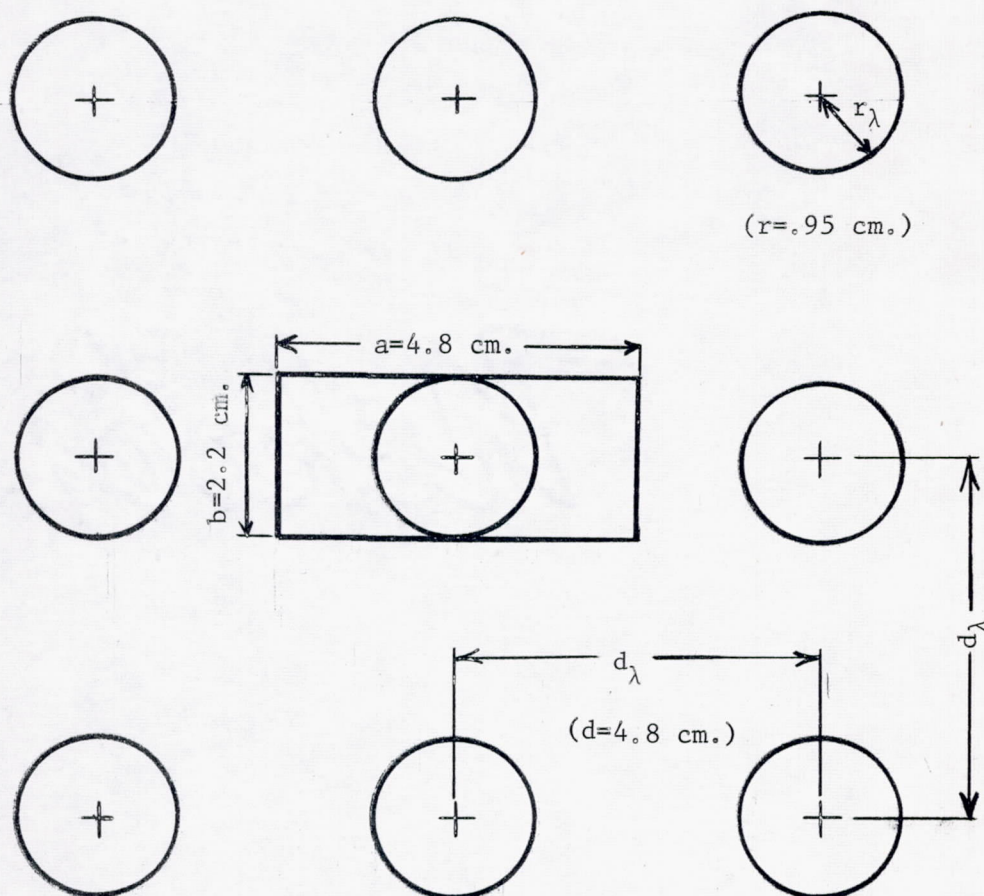 r_λ
(r=.95 cm.)
a=4.8 cm.
b=2.2 cm.
d_λ
d_λ
(d=4.8 cm.)